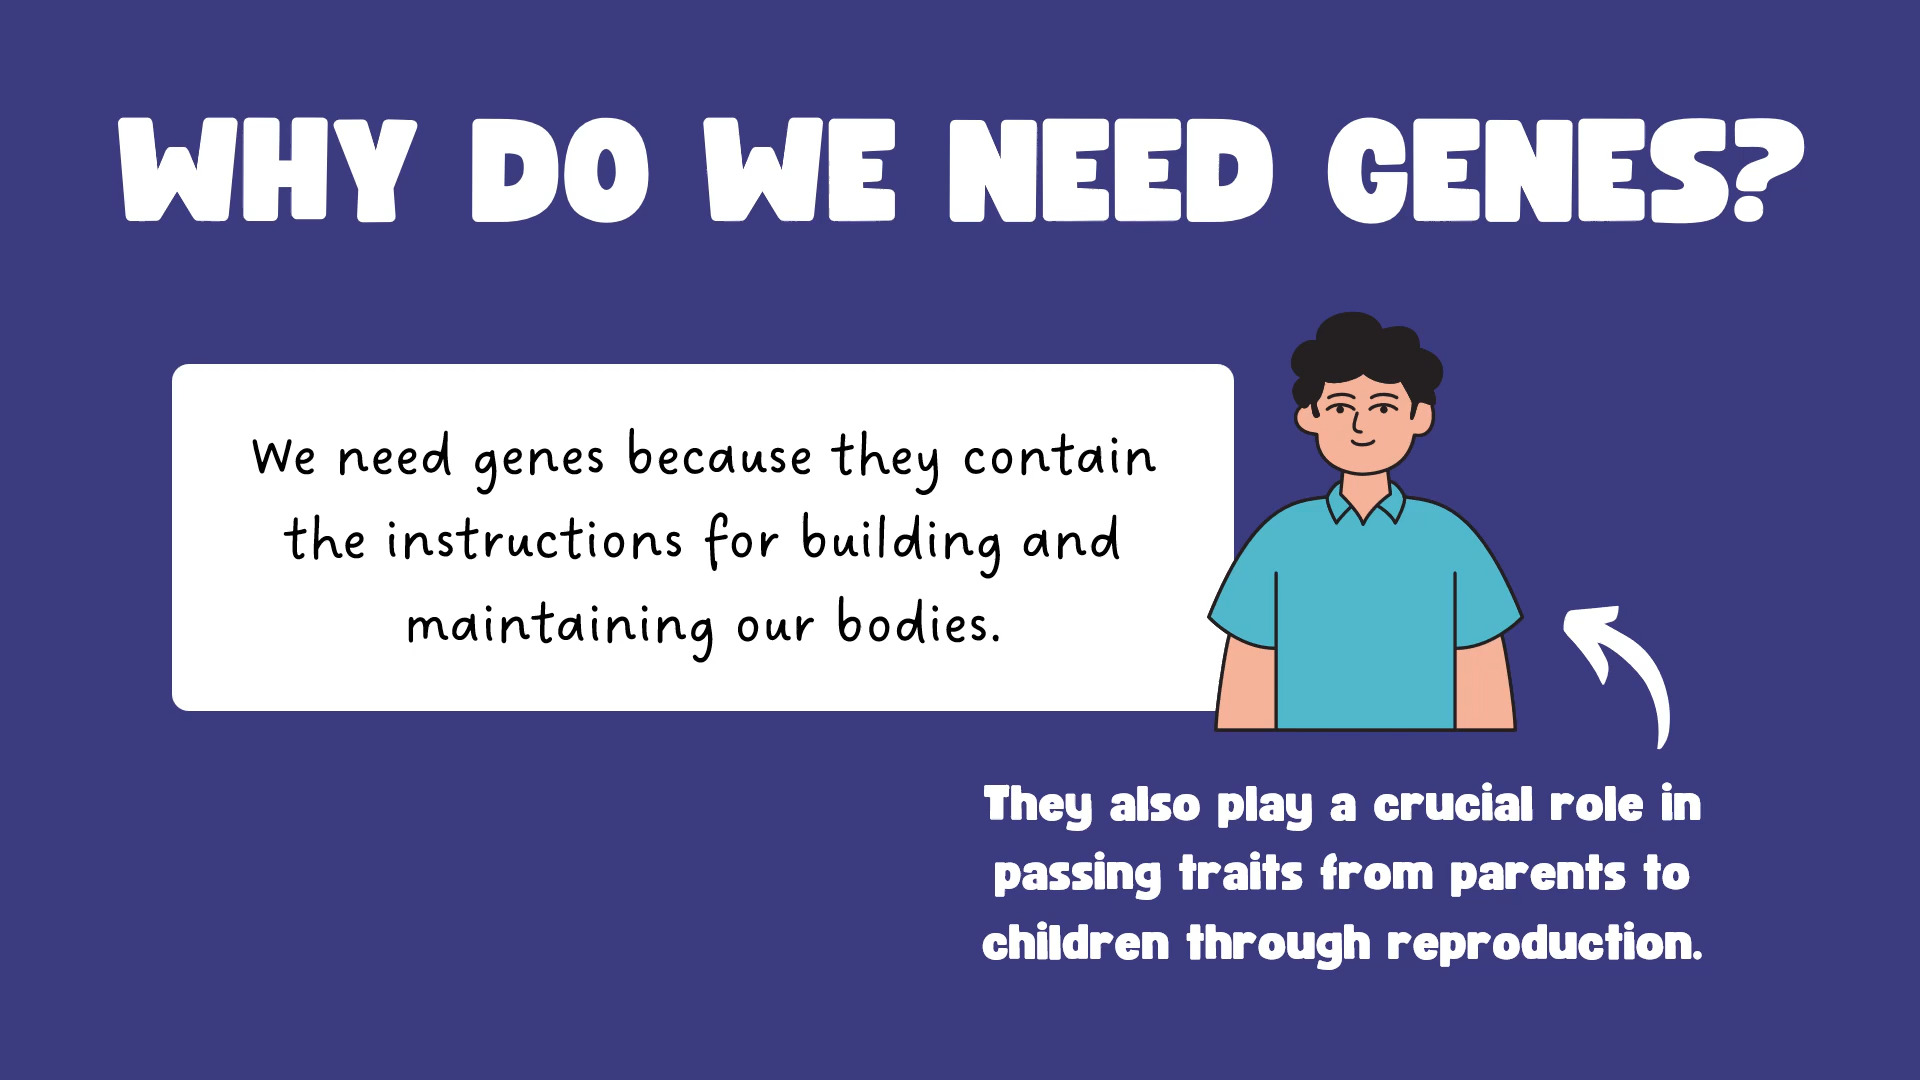 WHY DO WE NEED GENES?
We need genes because they contain
the instructions for building and
maintaining our bodies.
They also play a crucial role in
passing traits from parents to
children through reproduction.